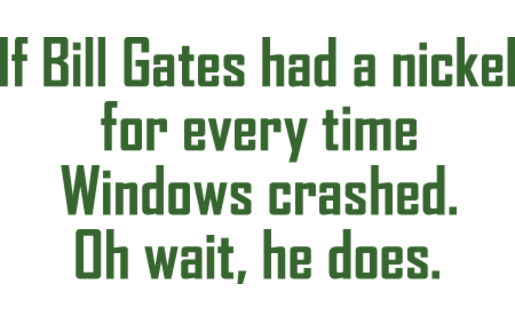 If Bill Gates had a nickel
for every time
Windows crashed.
Oh wait, he does.